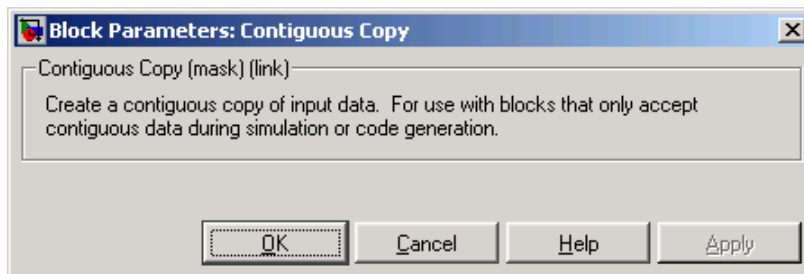 Block Parameters: Contiguous Copy
Contiguous Copy (mask) (link)
Create a contiguous copy of input data. For use with blocks that only accept
contiguous data during simulation or code generation.
OK Cancel Help Apply